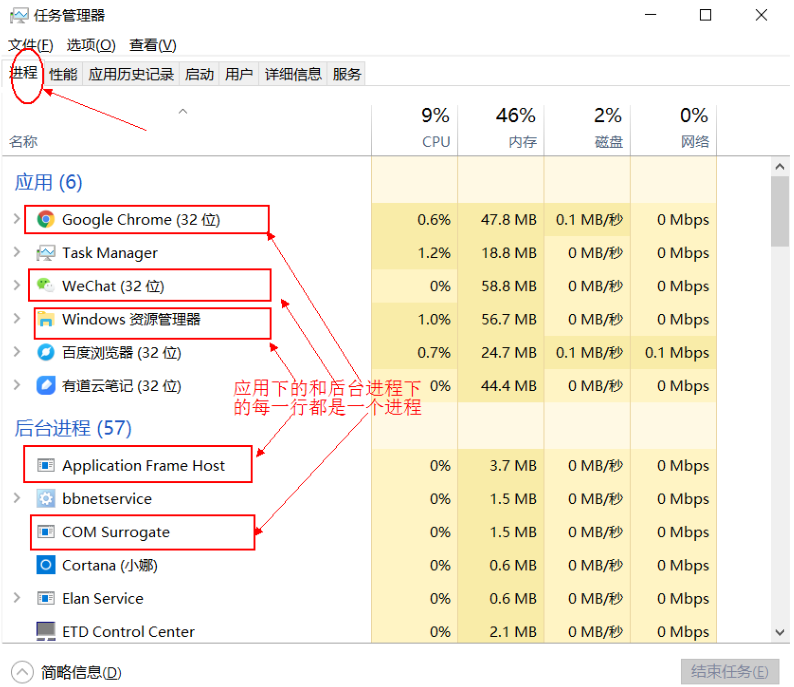 任务管理器
文件(F) 选项(O) 查看(V)
进程 性能 应用历史记录 启动 用户 详细信息 服务
9% 46% 2% 0%
名称 CPU 内存 磁盘 网络
应用 (6)
Google Chrome (32 位) 0.6% 47.8 MB 0.1 MB/秒 0 Mbps
Task Manager 1.2% 18.8 MB 0 MB/秒 0 Mbps
WeChat (32 位) 0% 58.8 MB 0 MB/秒 0 Mbps
Windows 资源管理器 1.0% 56.7 MB 0 MB/秒 0 Mbps
百度浏览器 (32 位) 0.7% 24.7 MB 0.1 MB/秒 0.1 Mbps
有道云笔记 (32 位) 0% 44.4 MB 0 MB/秒 0 Mbps
应用下的和后台进程下
的每一行都是一个进程
后台进程 (57)
Application Frame Host 0% 3.7 MB 0 MB/秒 0 Mbps
bbnetservice 0% 1.5 MB 0 MB/秒 0 Mbps
COM Surrogate 0% 1.5 MB 0 MB/秒 0 Mbps
Cortana (小娜) 0% 0.6 MB 0 MB/秒 0 Mbps
Elan Service 0% 0.6 MB 0 MB/秒 0 Mbps
ETD Control Center 0% 2.1 MB 0 MB/秒 0 Mbps
简略信息(D) 结束任务(E)